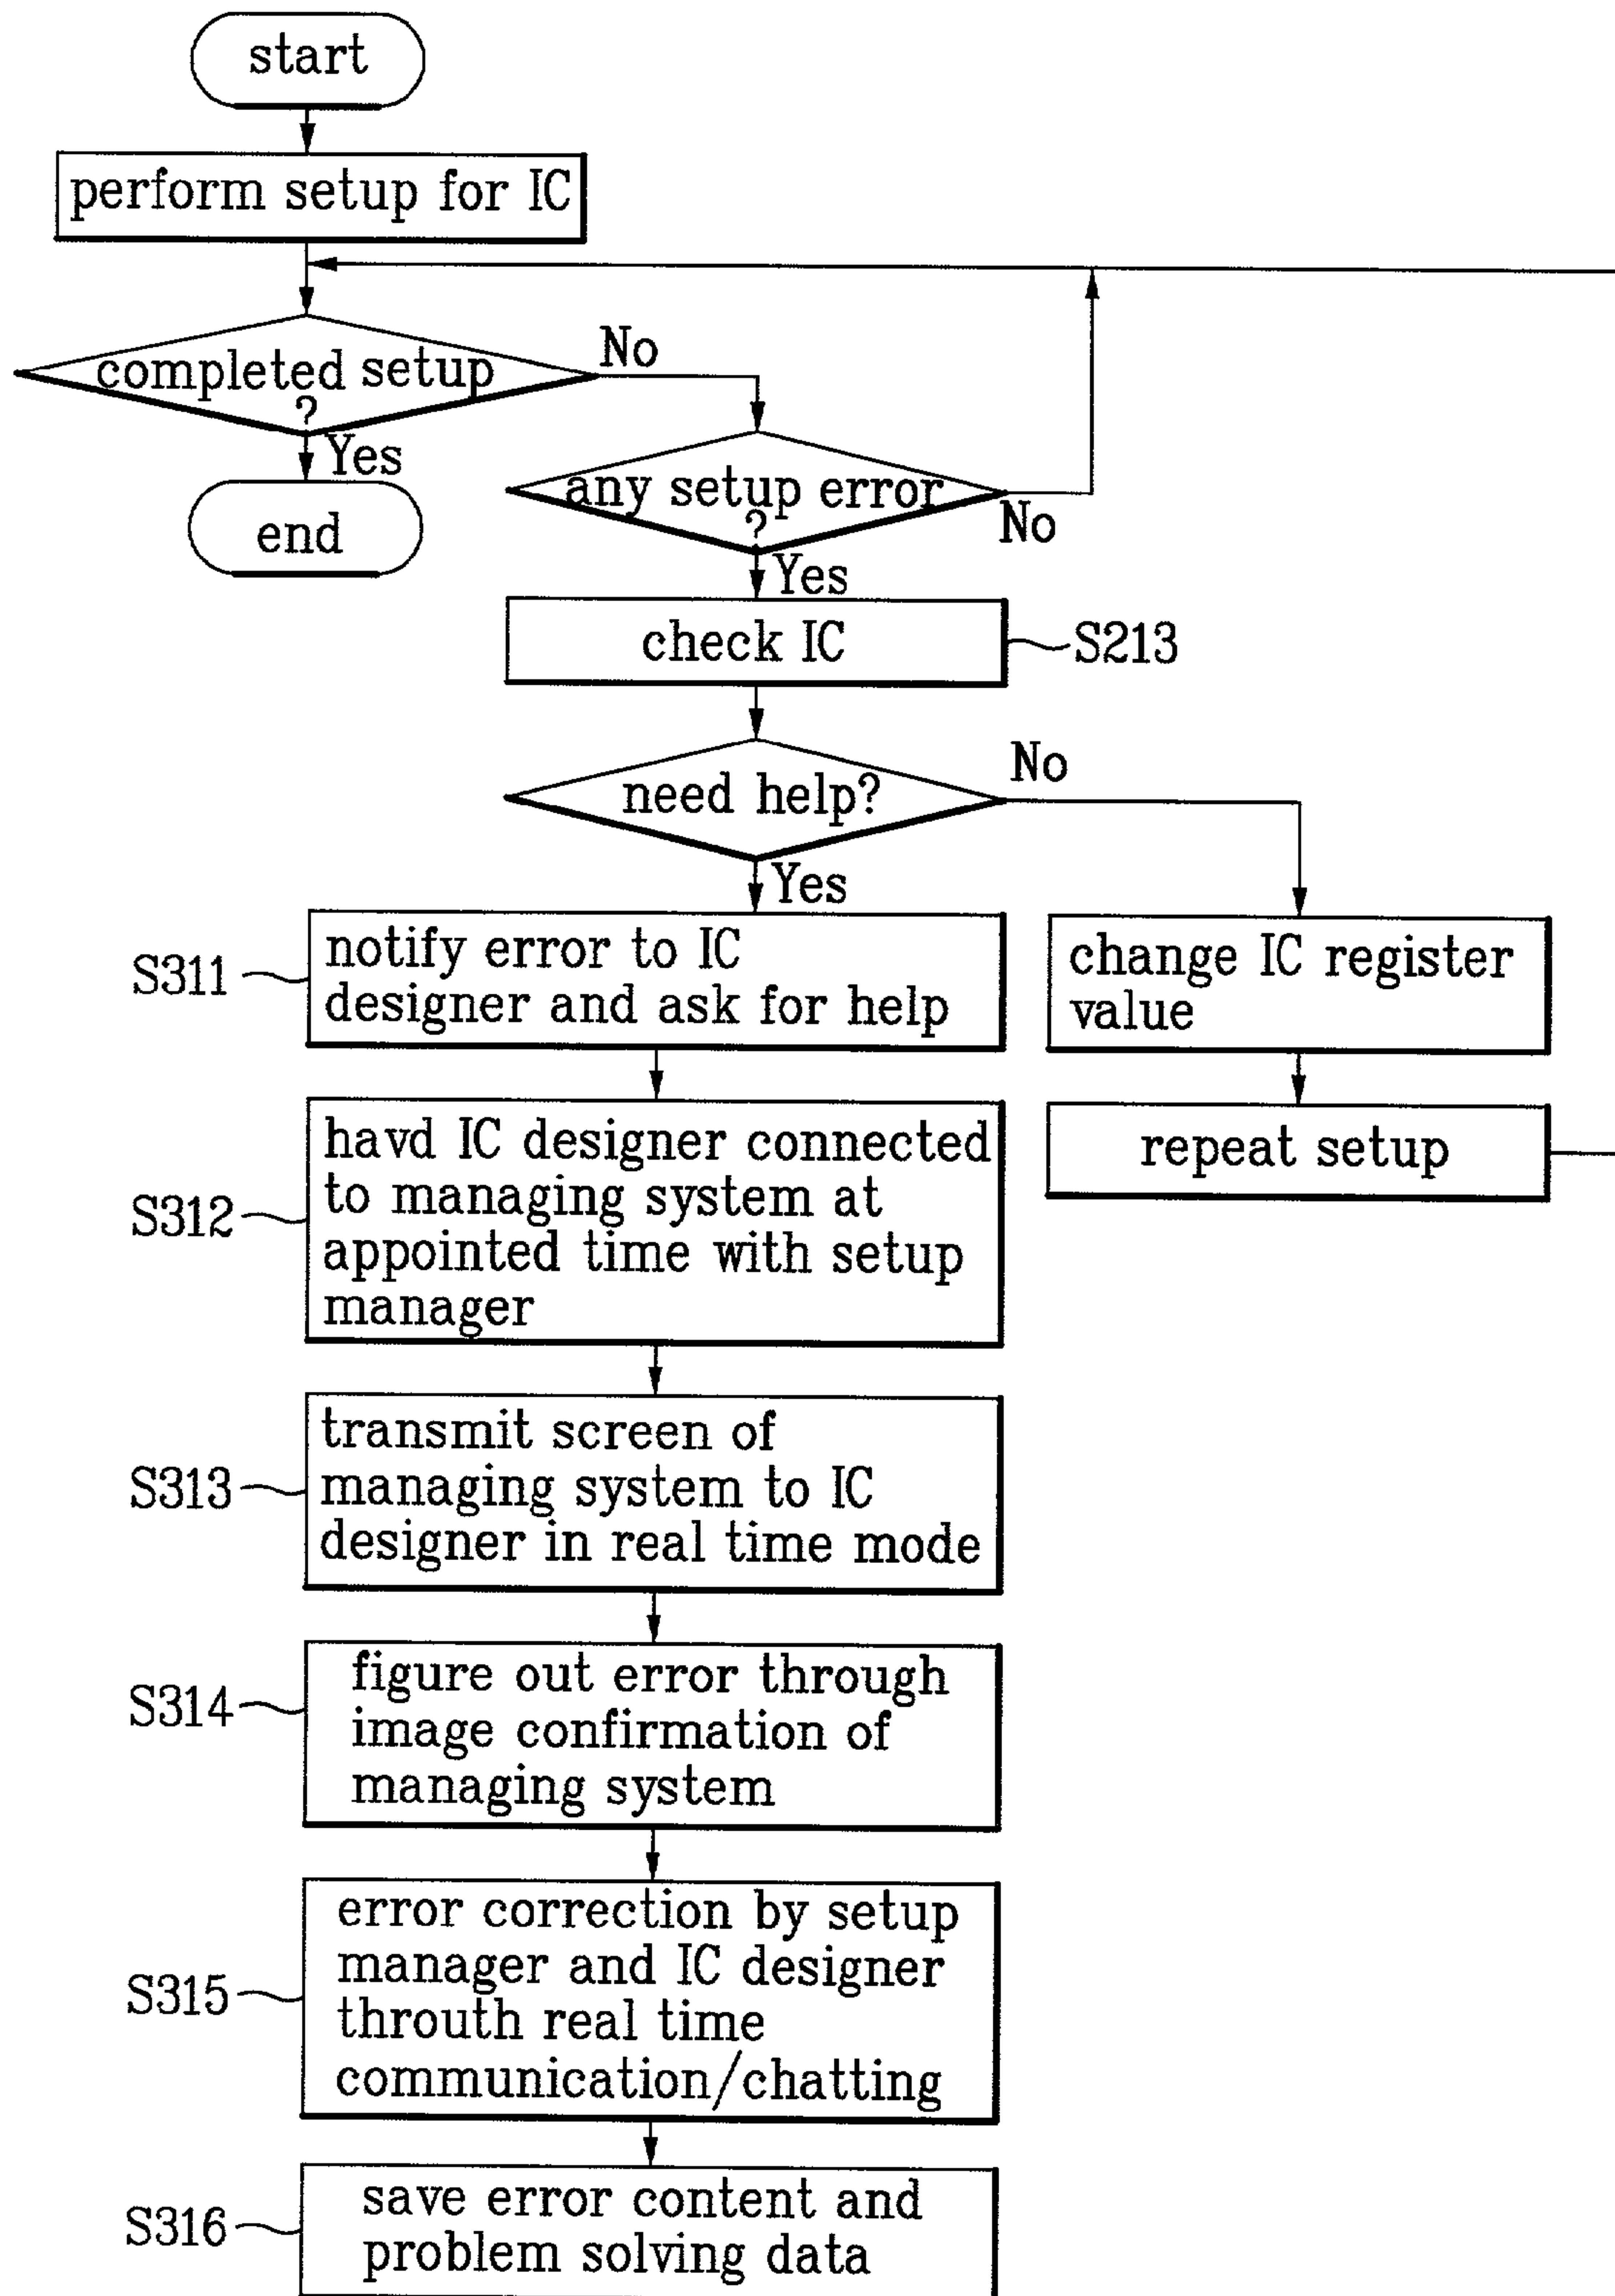 start
perform setup for IC
completed setup
?
No
Yes
end
any setup error
?
No
Yes
check IC
S213
need help?
No
Yes
S311
notify error to IC
designer and ask for help
change IC register
value
S312
havd IC designer connected
to managing system at
appointed time with setup
manager
repeat setup
S313
transmit screen of
managing system to IC
designer in real time mode
S314
figure out error through
image confirmation of
managing system
S315
error correction by setup
manager and IC designer
throuth real time
communication/chatting
S316
save error content and
problem solving data